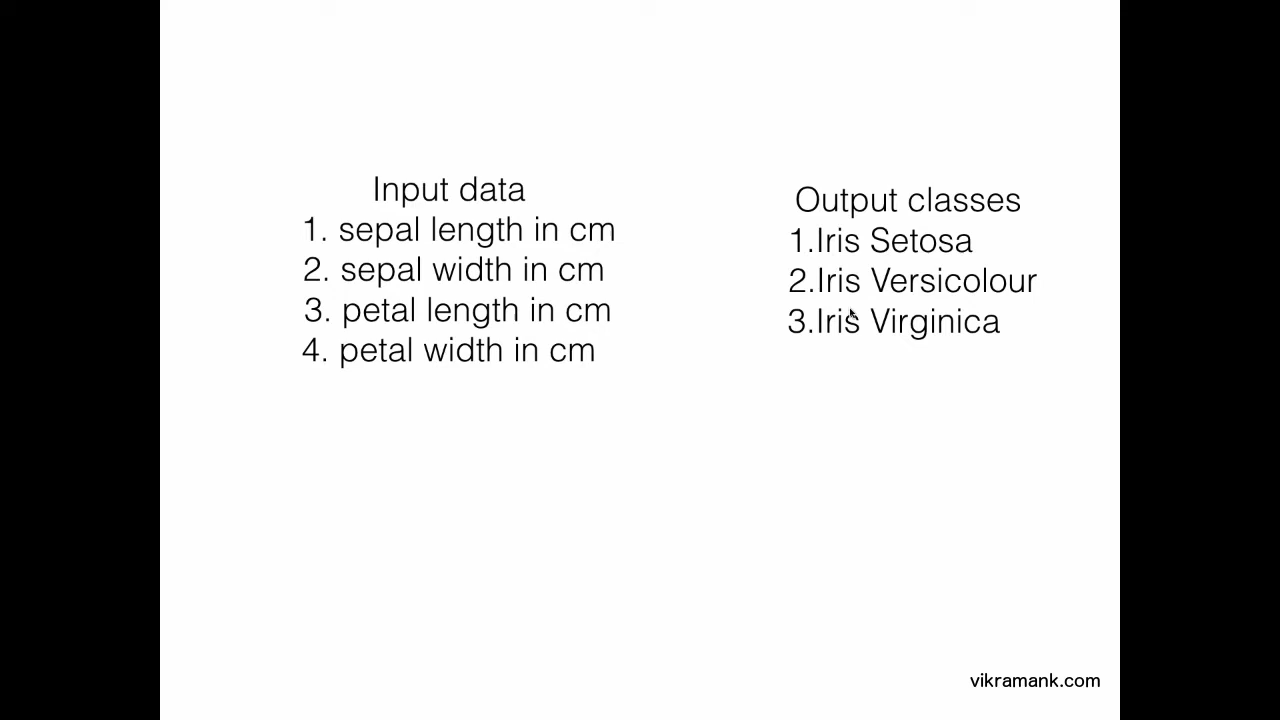 Input data
1. sepal length in cm
2. sepal width in cm
3. petal length in cm
4. petal width in cm
Output classes
1.Iris Setosa
2.Iris Versicolour
3.Iris Virginica
vikramank.com